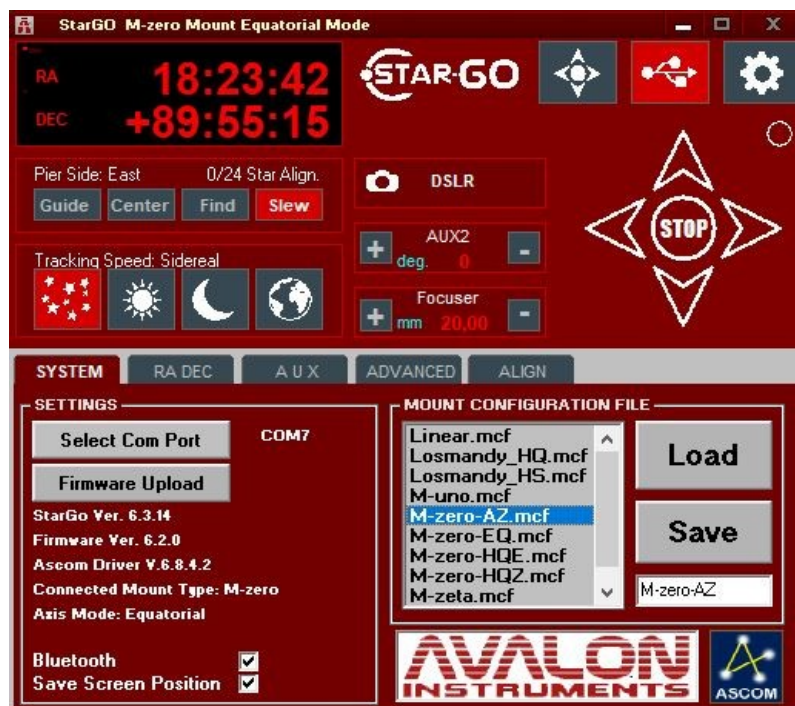 StarGO M-zero Mount Equatorial Mode
RA 18:23:42
DEC +89:55:15
STAR·GO
Pier Side: East 0/24 Star Align.
Guide Center Find Slew
DSLR
AUX2
+ deg. 0 -
Tracking Speed: Sidereal
Focuser
+ mm 20,00 -
STOP
SYSTEM RA DEC A U X ADVANCED ALIGN
SETTINGS
Select Com Port COM7
Firmware Upload
StarGo Ver. 6.3.14
Firmware Ver. 6.2.0
Ascom Driver V.6.8.4.2
Connected Mount Type: M-zero
Axis Mode: Equatorial
Bluetooth
Save Screen Position
MOUNT CONFIGURATION FILE
Linear.mcf
Losmandy_HQ.mcf
Losmandy_HS.mcf
M-uno.mcf
M-zero-AZ.mcf
M-zero-EQ.mcf
M-zero-HQE.mcf
M-zero-HQZ.mcf
M-zeta.mcf
Load
Save
M-zero-AZ
AVALON
INSTRUMENTS
ASCOM